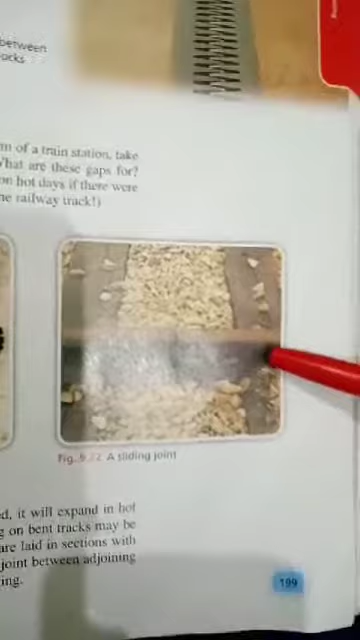 between
m of a train station, take
What are these gaps for?
on hot days if there were
he railway track!)
Fig. 9.22 A sliding joint
d, it will expand in hot
g on bent tracks may be
are laid in sections with
joint between adjoining
ing.
199